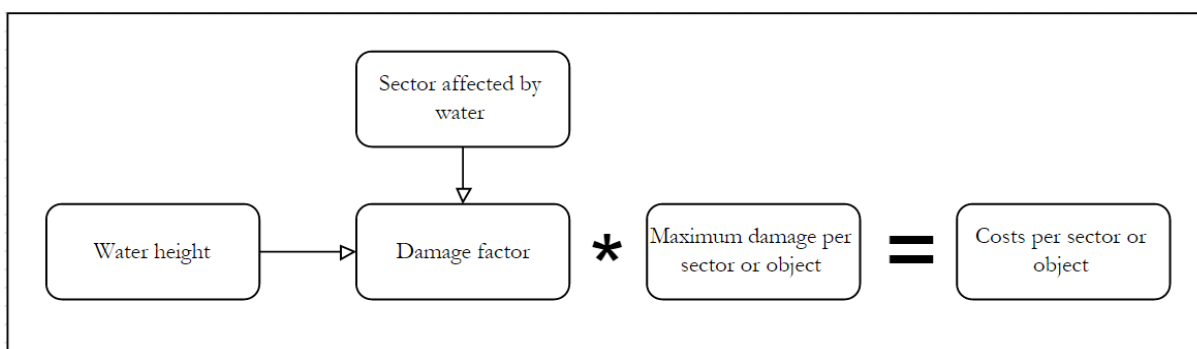 Sector affected by
water
Water height
Damage factor
*
Maximum damage per
sector or object
=
Costs per sector or
object